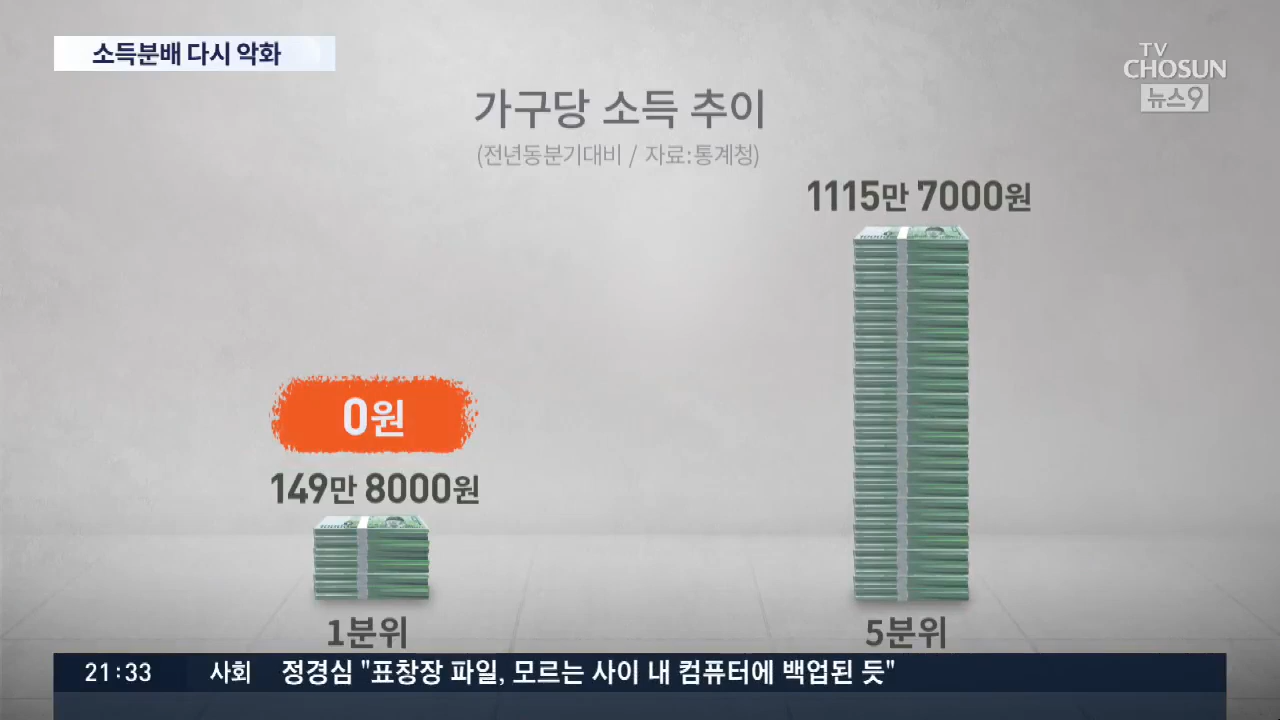 소득분배 다시 악화
TV
CHOSUN
뉴스9
가구당 소득 추이
(전년동분기대비 / 자료:통계청)
1115만 7000원
0원
149만 8000원
1분위
5분위
21:33 사회 정경심 "표창장 파일, 모르는 사이 내 컴퓨터에 백업된 듯"